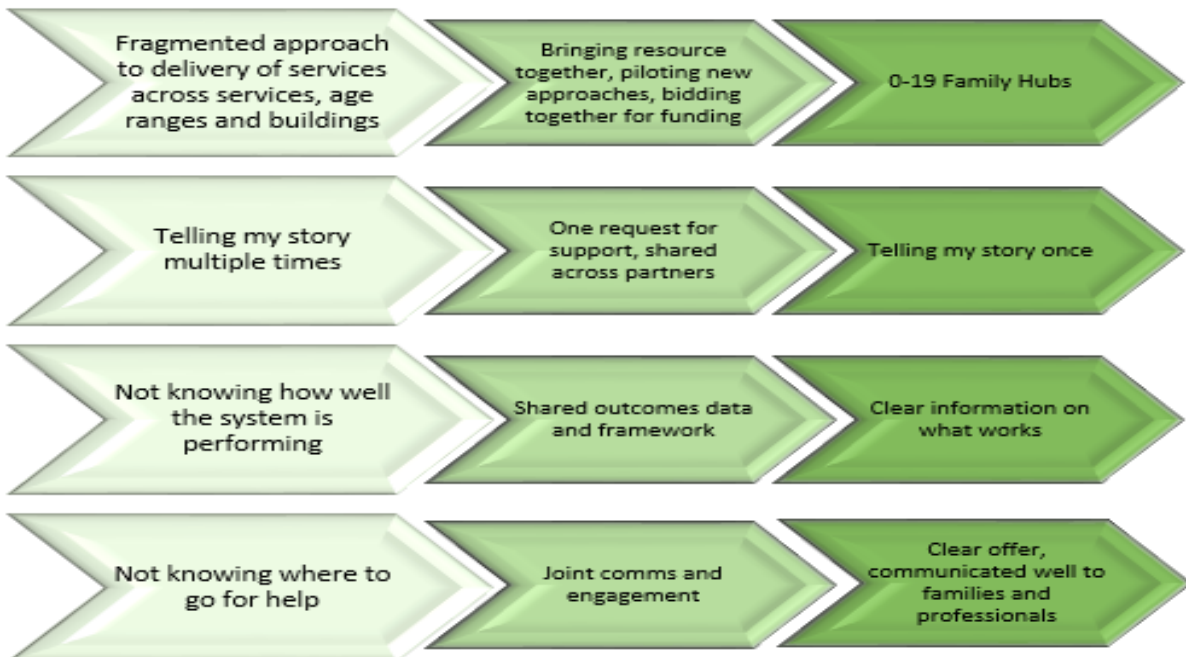 Fragmented approach
to delivery of services
across services, age
ranges and buildings
Bringing resource
together, piloting new
approaches, bidding
together for funding
0-19 Family Hubs
Telling my story
multiple times
One request for
support, shared
across partners
Telling my story once
Not knowing how well
the system is
performing
Shared outcomes data
and framework
Clear information on
what works
Not knowing where to
go for help
Joint comms and
engagement
Clear offer,
communicated well to
families and
professionals